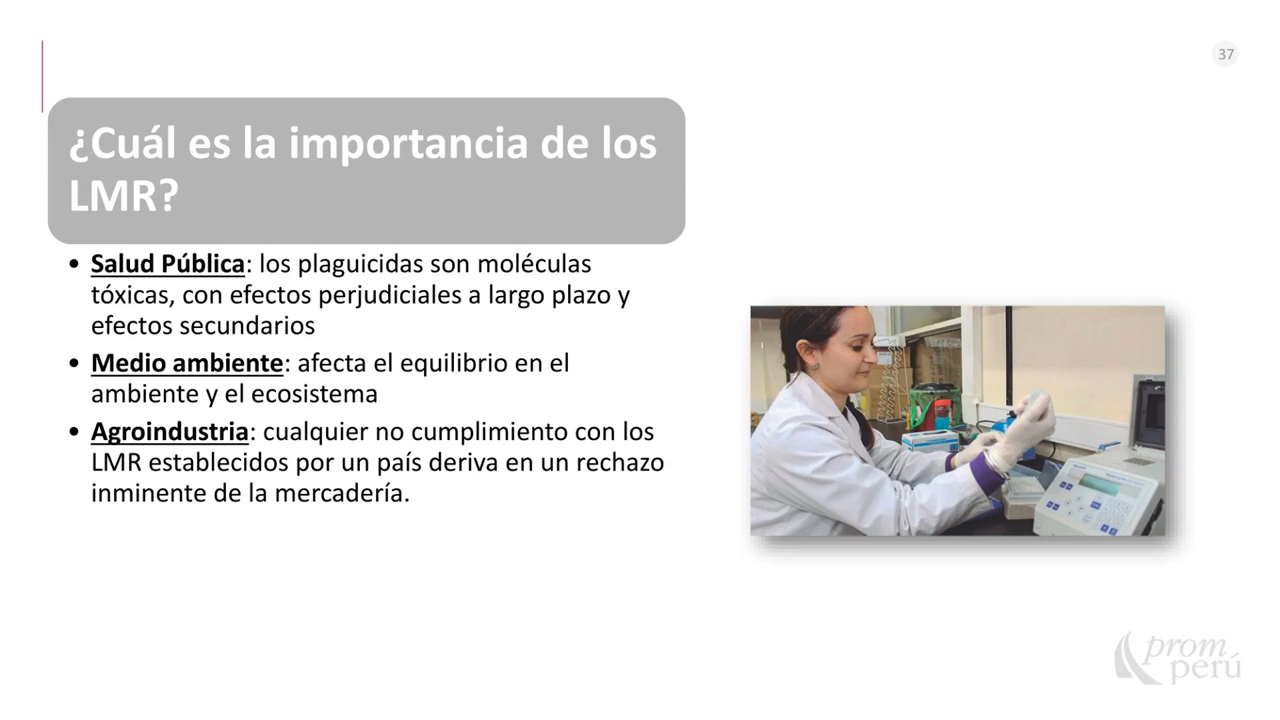 37
¿Cuál es la importancia de los
LMR?
• Salud Pública: los plaguicidas son moléculas
tóxicas, con efectos perjudiciales a largo plazo y
efectos secundarios
• Medio ambiente: afecta el equilibrio en el
ambiente y el ecosistema
• Agroindustria: cualquier no cumplimiento con los
LMR establecidos por un país deriva en un rechazo
inminente de la mercadería.
prom
perú